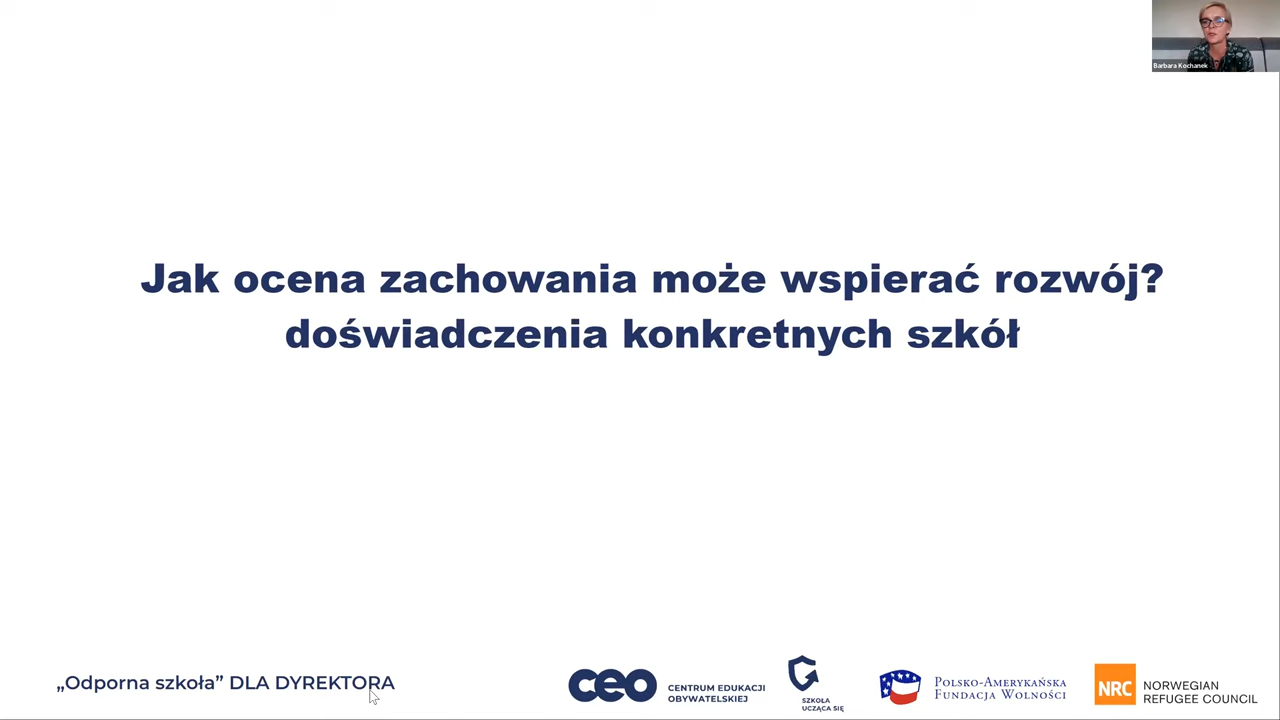 Barbara Kochanek
Jak ocena zachowania może wspierać rozwój?
doświadczenia konkretnych szkół
„Odporna szkoła” DLA DYREKTORA
ceo
CENTRUM EDUKACJI
OBYWATELSKIEJ
SZKOŁA
UCZĄCA SIĘ
POLSKO-AMERYKAŃSKA
FUNDACJA WOLNOŚCI
NRC
NORWEGIAN
REFUGEE COUNCIL